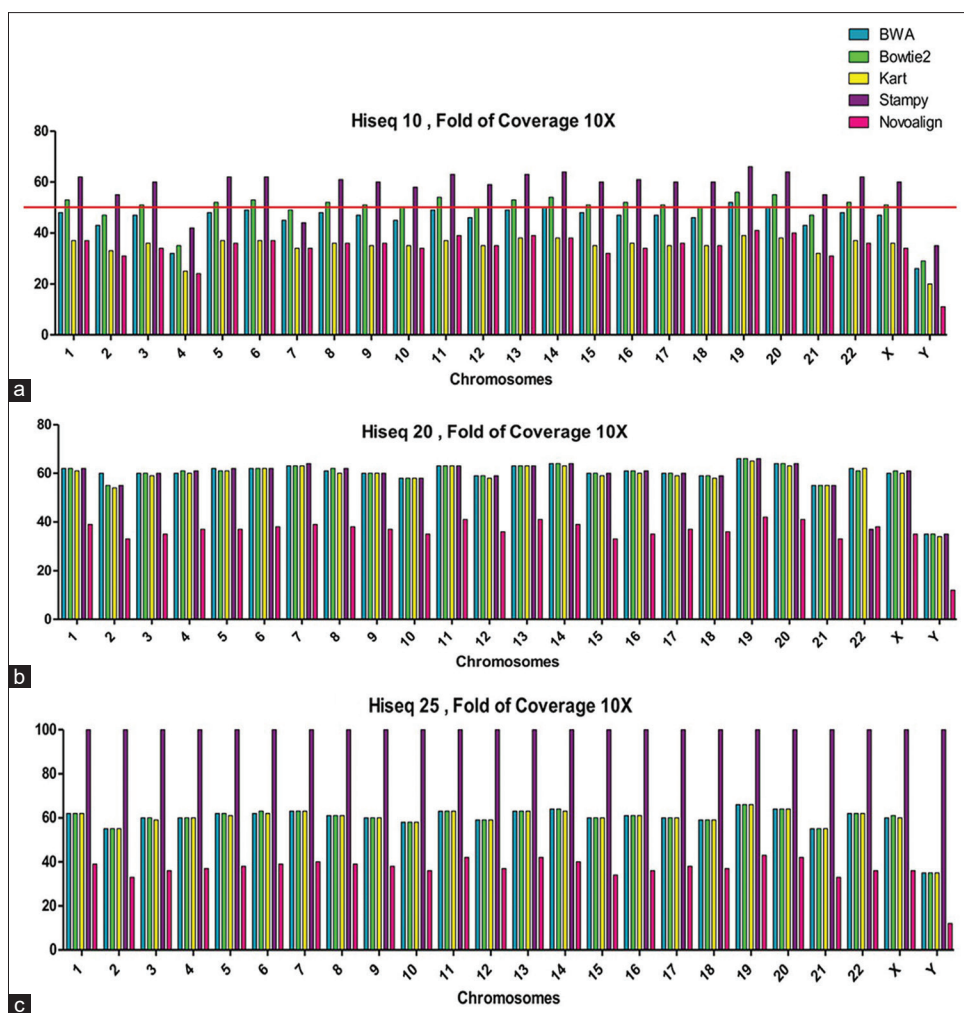 BWA
Bowtie2
Kart
Stampy
Novoalign
Hiseq 10 , Fold of Coverage 10X
80
60
40
20
0
1 2 3 4 5 6 7 8 9 10 11 12 13 14 15 16 17 18 19 20 21 22 X Y
Chromosomes
a
Hiseq 20 , Fold of Coverage 10X
80
60
40
20
0
1 2 3 4 5 6 7 8 9 10 11 12 13 14 15 16 17 18 19 20 21 22 X Y
Chromosomes
b
Hiseq 25 , Fold of Coverage 10X
100
80
60
40
20
0
1 2 3 4 5 6 7 8 9 10 11 12 13 14 15 16 17 18 19 20 21 22 X Y
Chromosomes
c